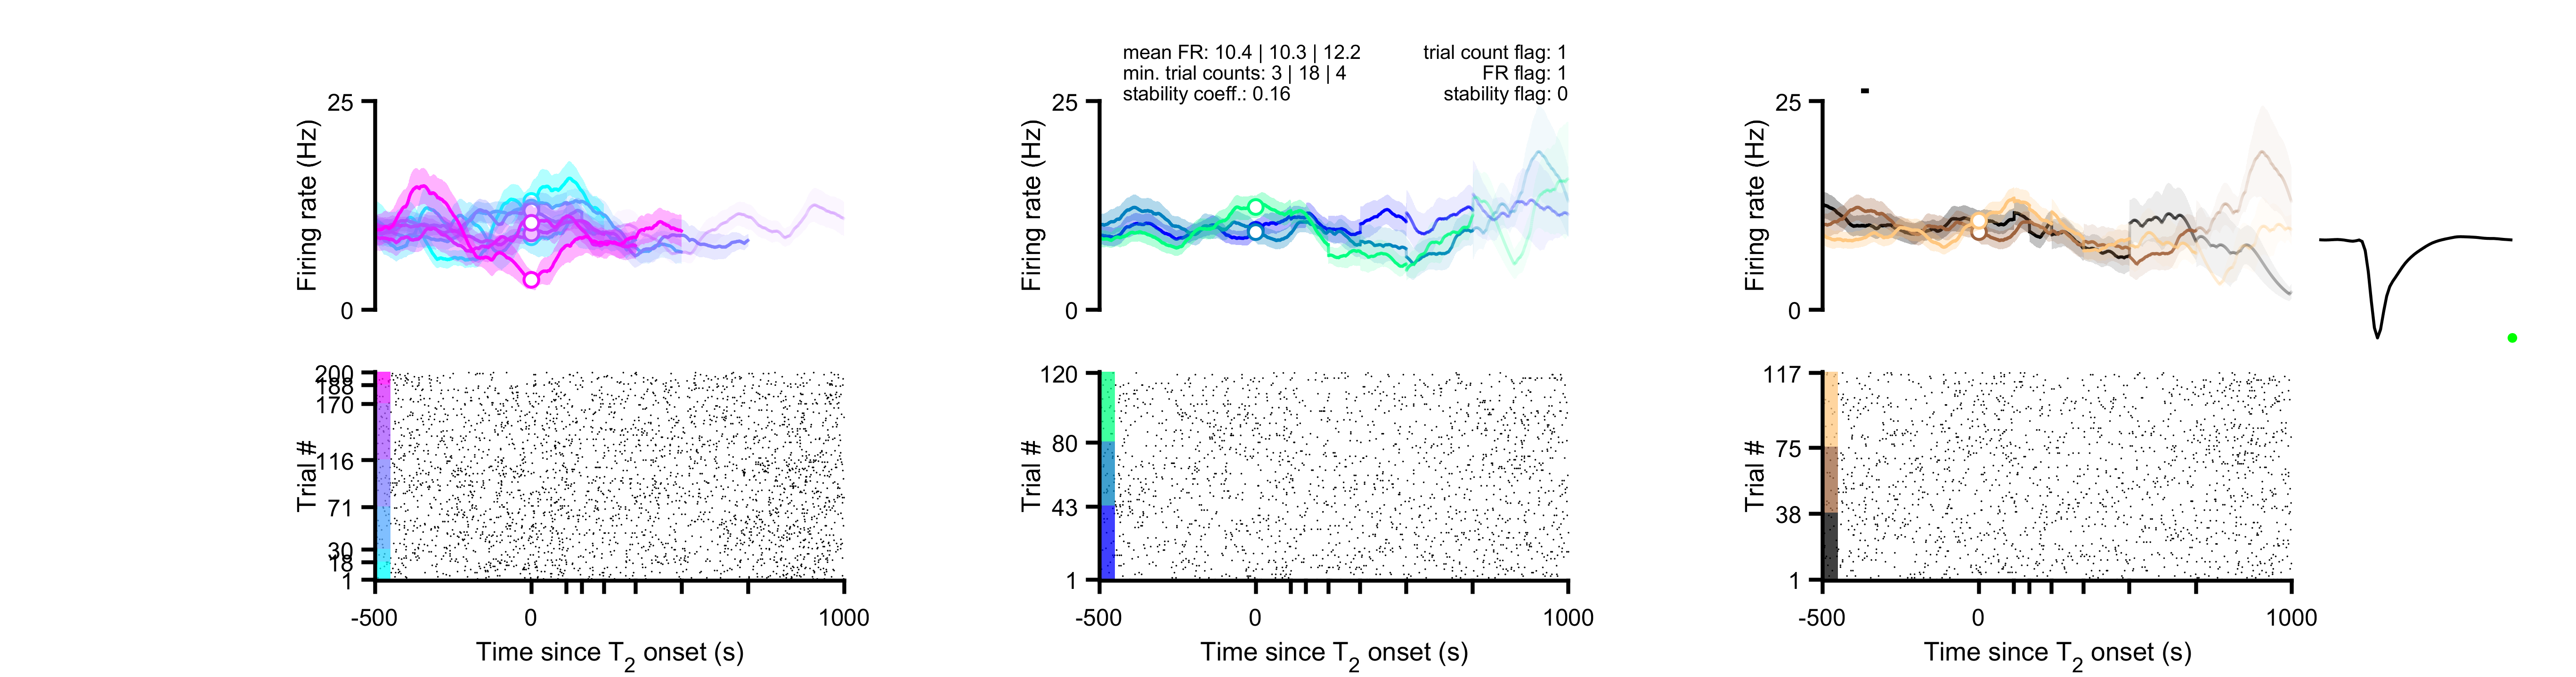 mean FR: 10.4 | 10.3 | 12.2
min. trial counts: 3 | 18 | 4
stability coeff.: 0.16
trial count flag: 1
FR flag: 1
stability flag: 0
25
Firing rate (Hz)
0
25
Firing rate (Hz)
0
25
Firing rate (Hz)
0
200
188
170
116
71
30
18
1
Trial #
-500
0
1000
Time since T2 onset (s)
120
80
43
1
Trial #
-500
0
1000
Time since T2 onset (s)
117
75
38
1
Trial #
-500
0
1000
Time since T2 onset (s)